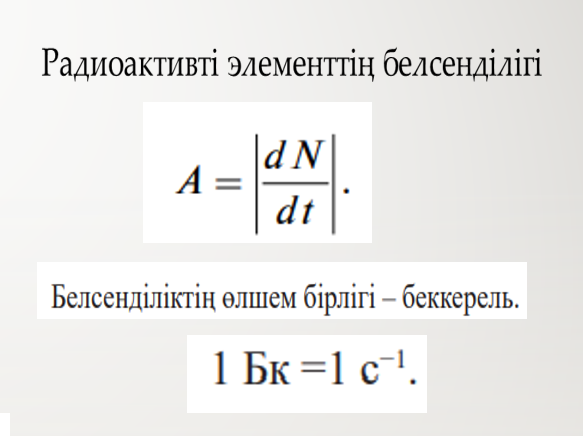 Радиоактивті элементтің белсенділігі
A = |dN/dt|.
Белсенділіктің өлшем бірлігі – беккерель.
1 Бк =1 с⁻¹.